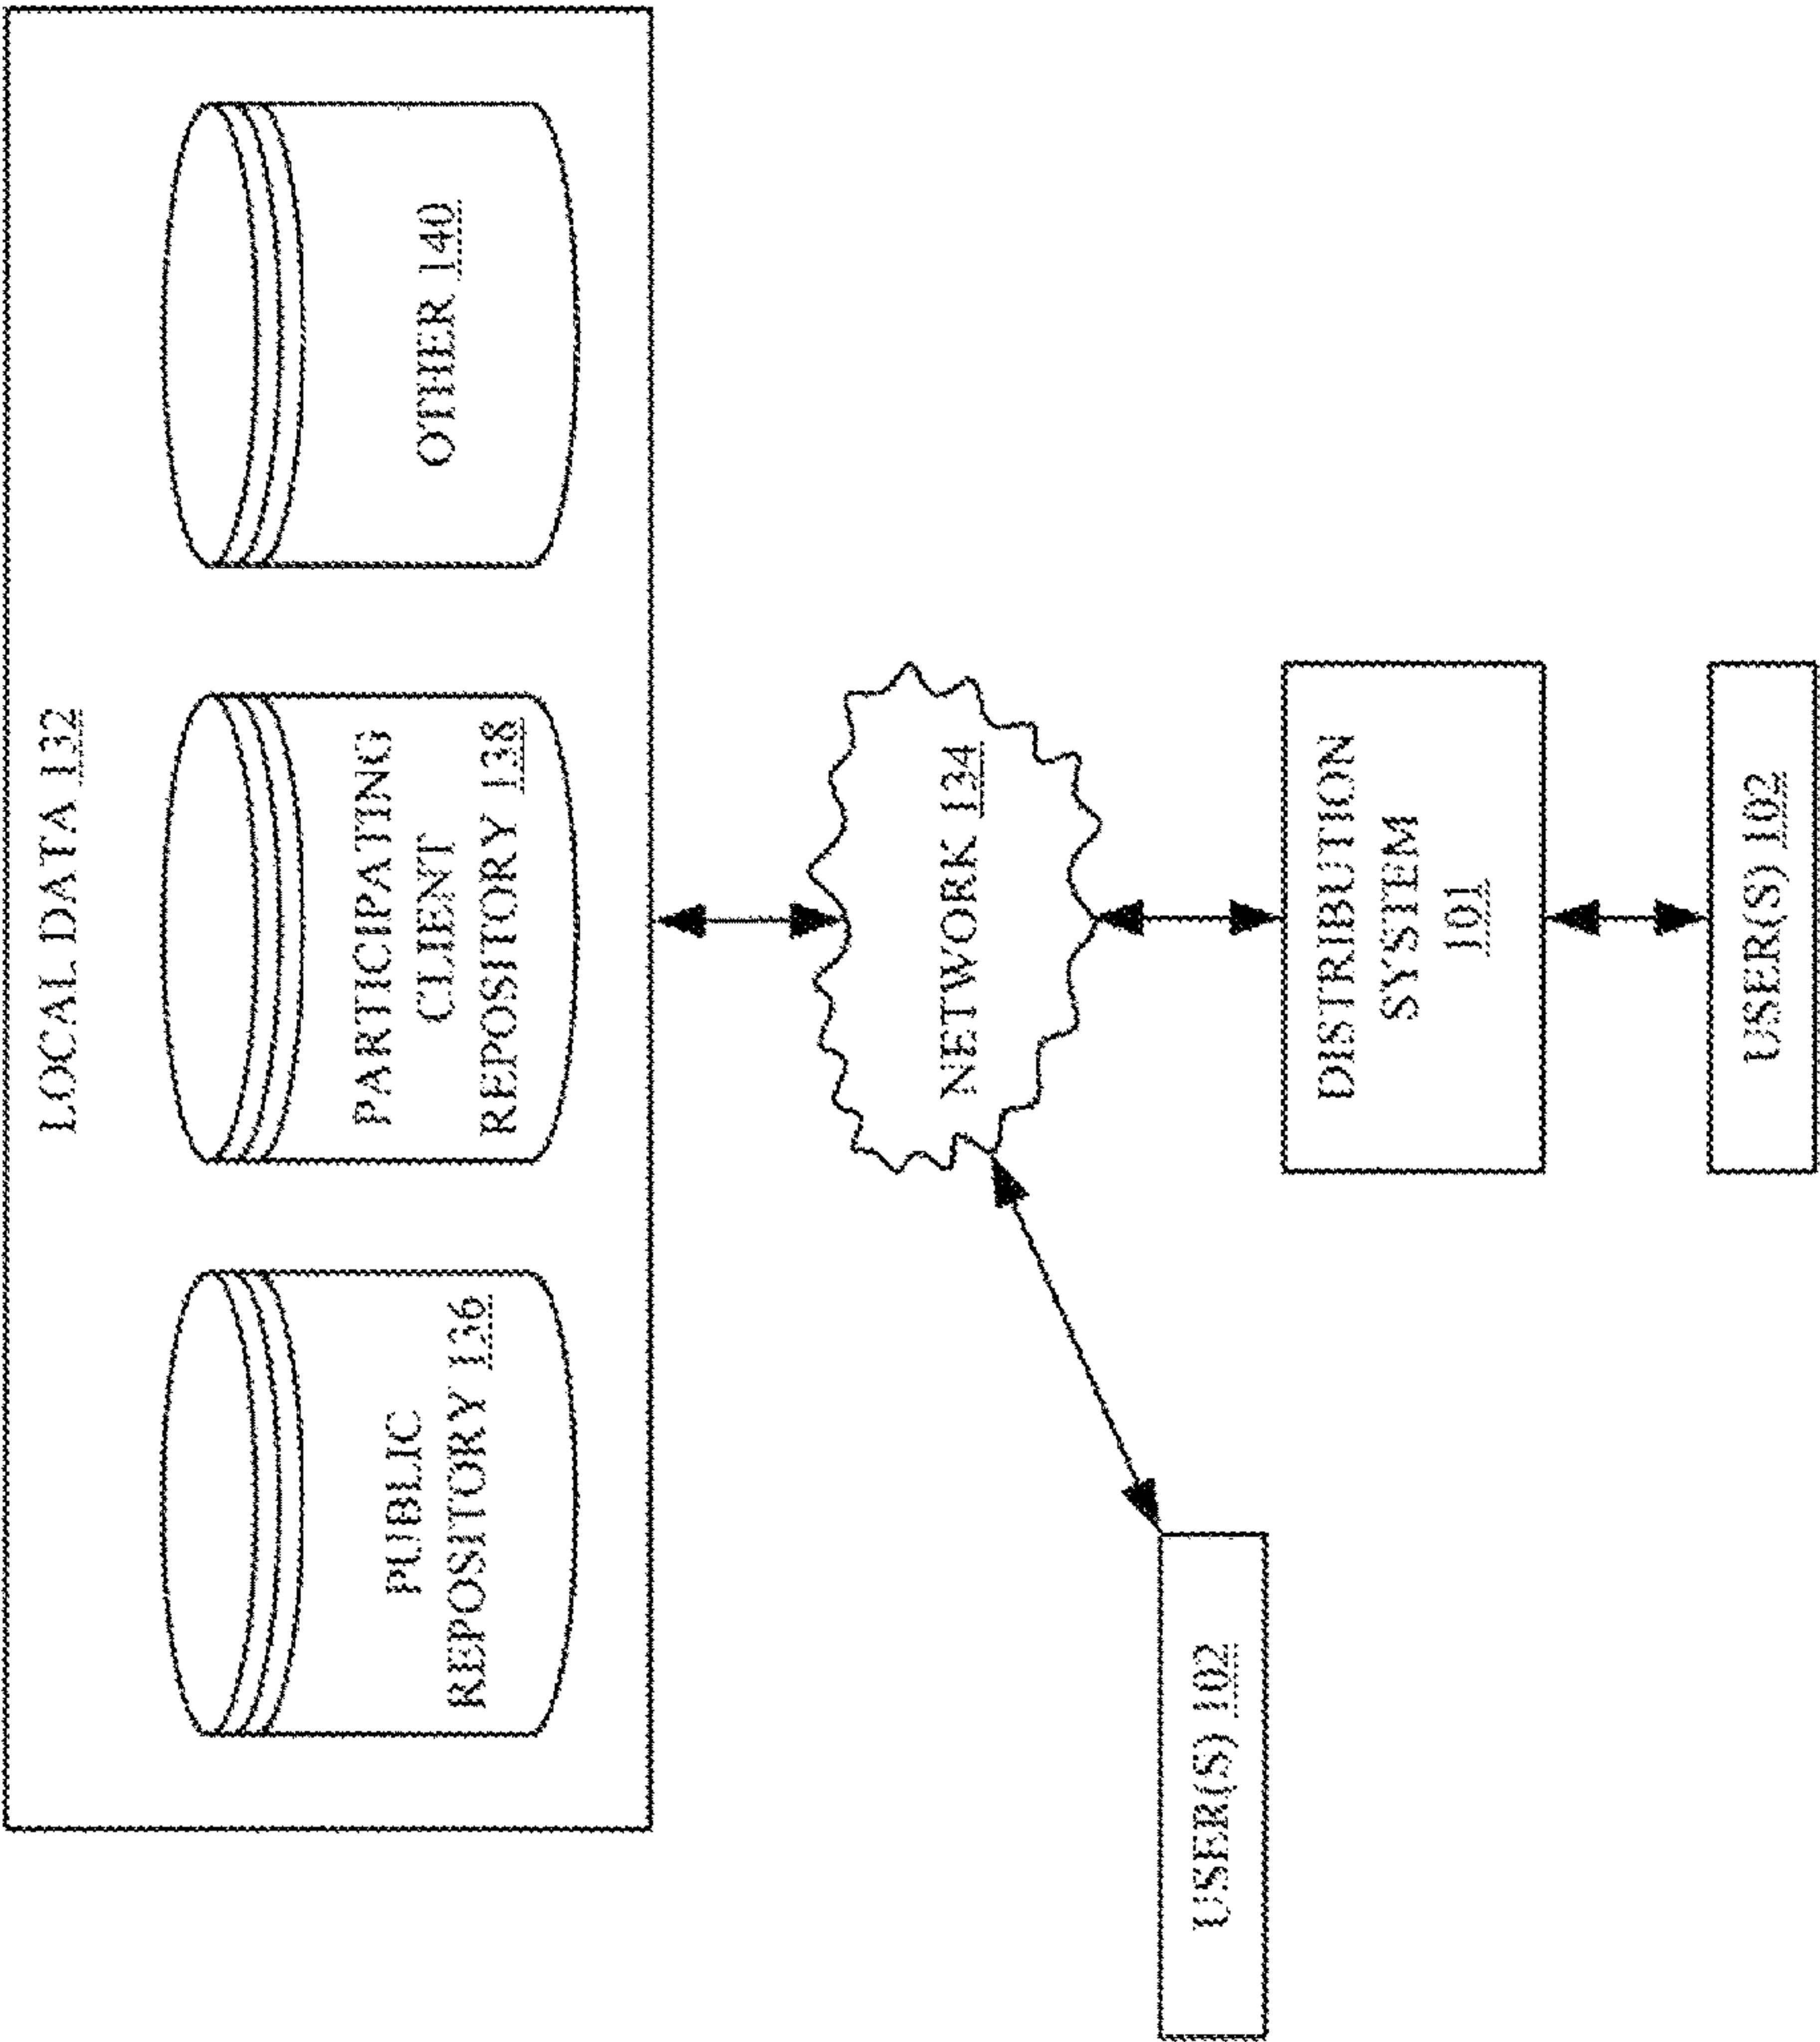 LOCAL DATA 132
PUBLIC
REPOSITORY 136
PARTICIPATING
CLIENT
REPOSITORY 138
OTHER 140
NETWORK 134
USER(S) 102
DISTRIBUTION
SYSTEM
101
USER(S) 102